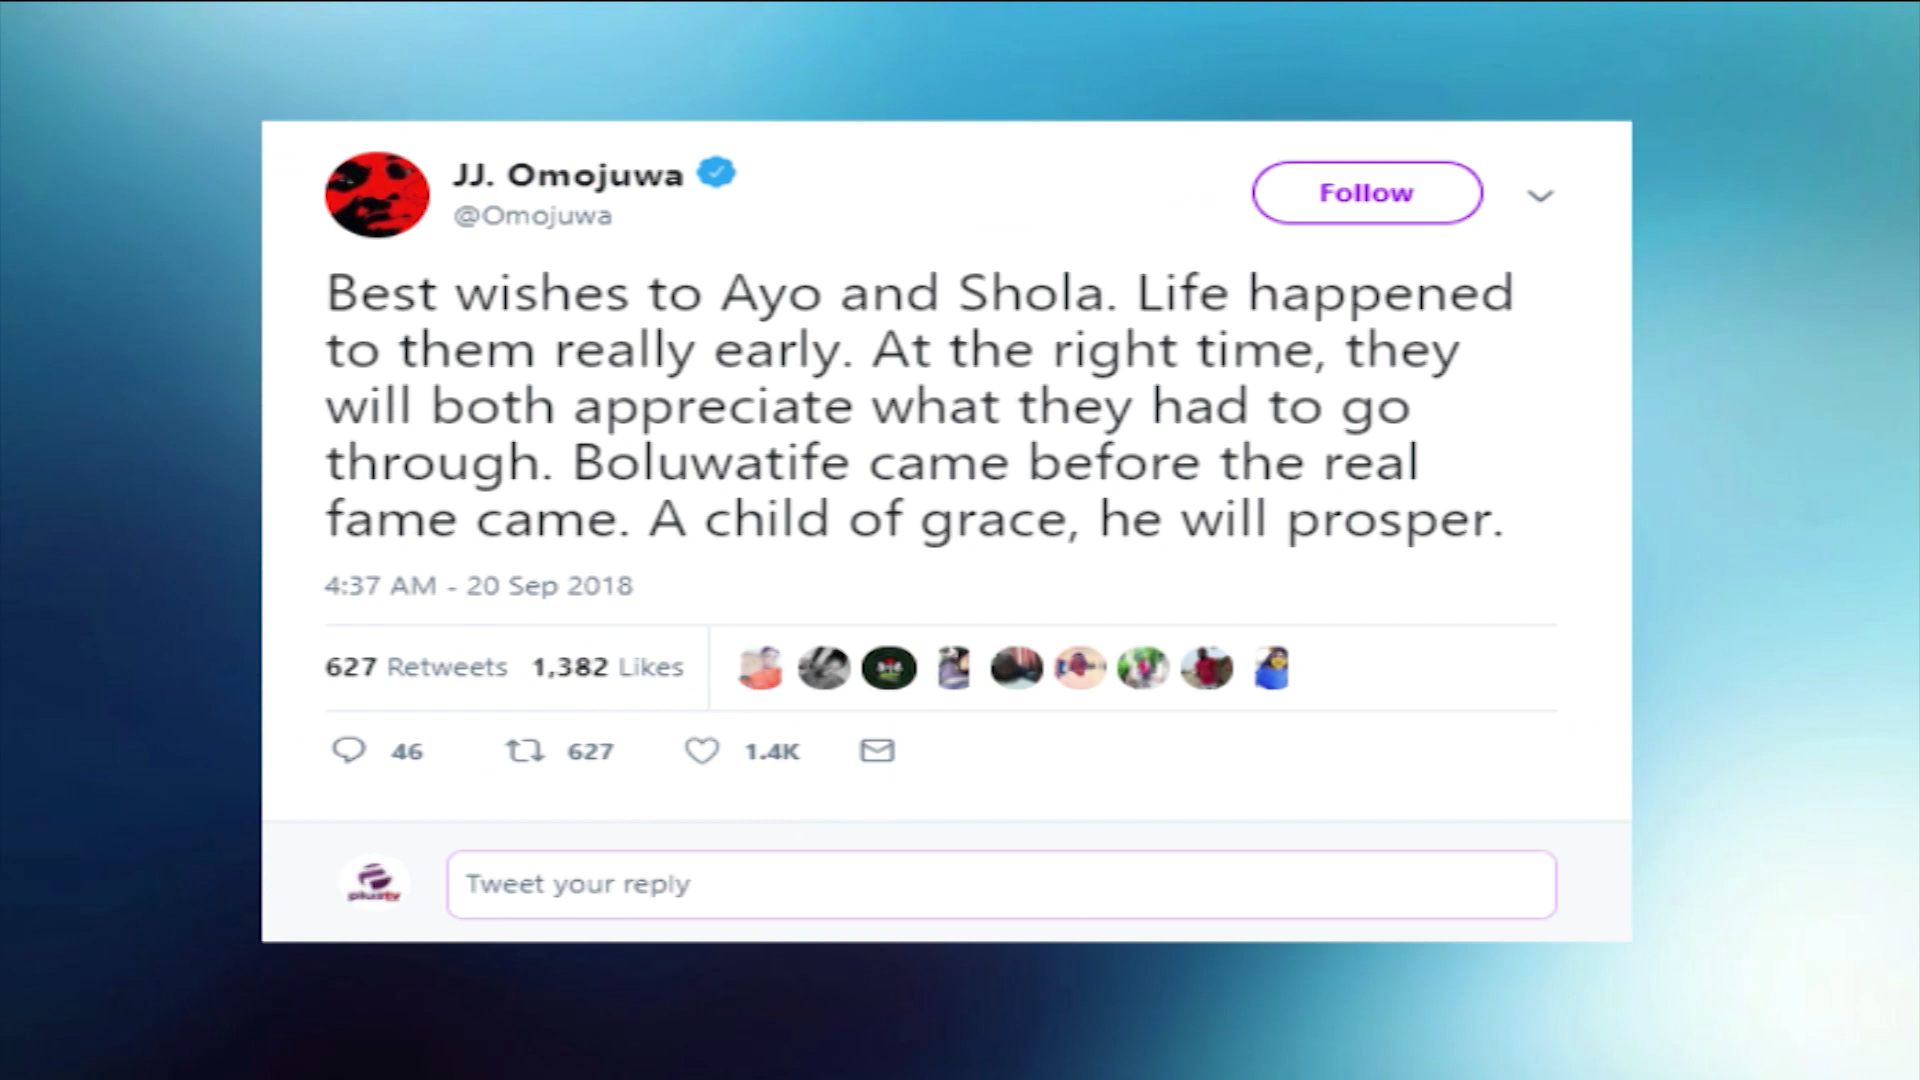 JJ. Omojuwa
@Omojuwa
Follow
Best wishes to Ayo and Shola. Life happened
to them really early. At the right time, they
will both appreciate what they had to go
through. Boluwatife came before the real
fame came. A child of grace, he will prosper.
4:37 AM - 20 Sep 2018
627 Retweets 1,382 Likes
46 627 1.4K
plustv
Tweet your reply